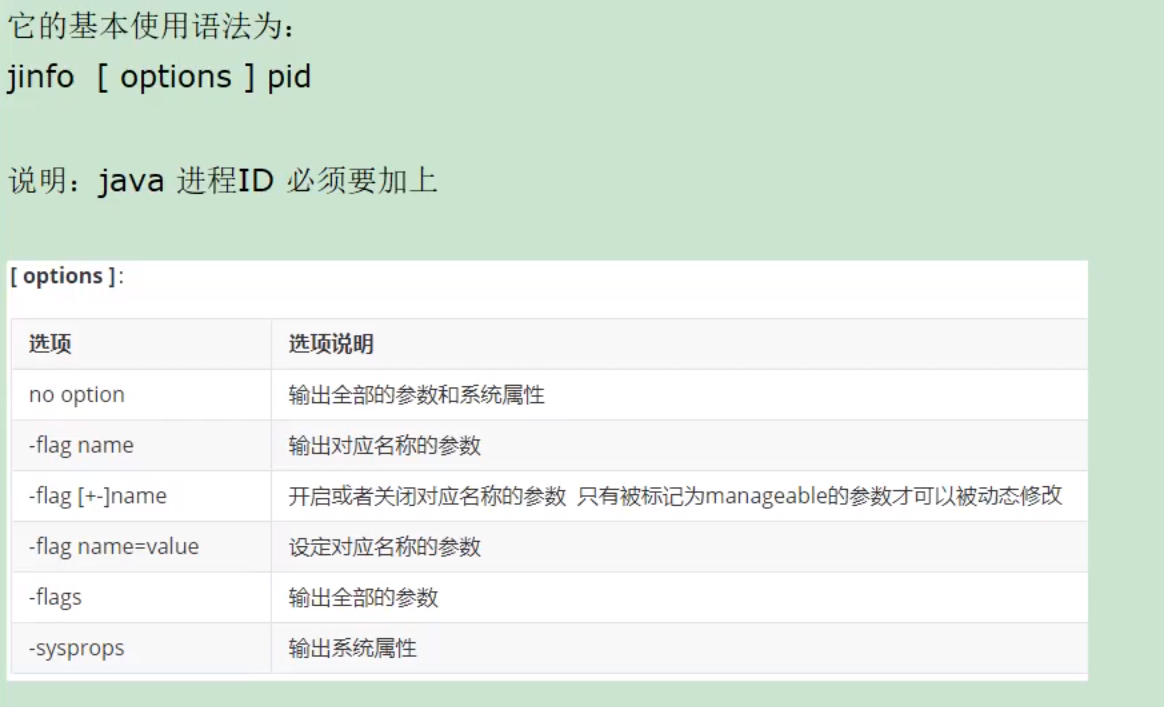 它的基本使用语法为：
jinfo [ options ] pid
说明：java 进程ID 必须要加上
[ options ]:
选项 选项说明
no option 输出全部的参数和系统属性
-flag name 输出对应名称的参数
-flag [+-]name 开启或者关闭对应名称的参数 只有被标记为manageable的参数才可以被动态修改
-flag name=value 设定对应名称的参数
-flags 输出全部的参数
-sysprops 输出系统属性